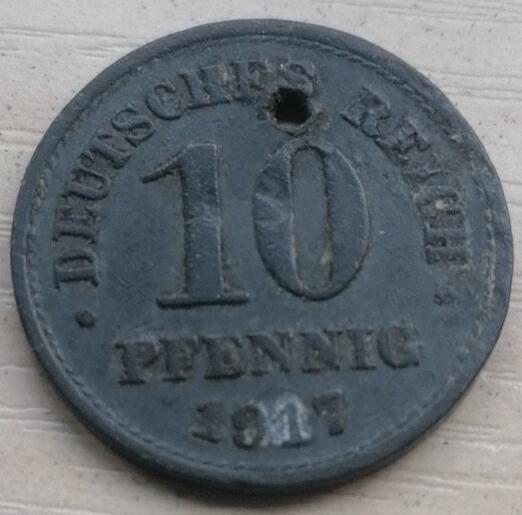 DEUTSCHES REICH
10
PFENNIG
1917